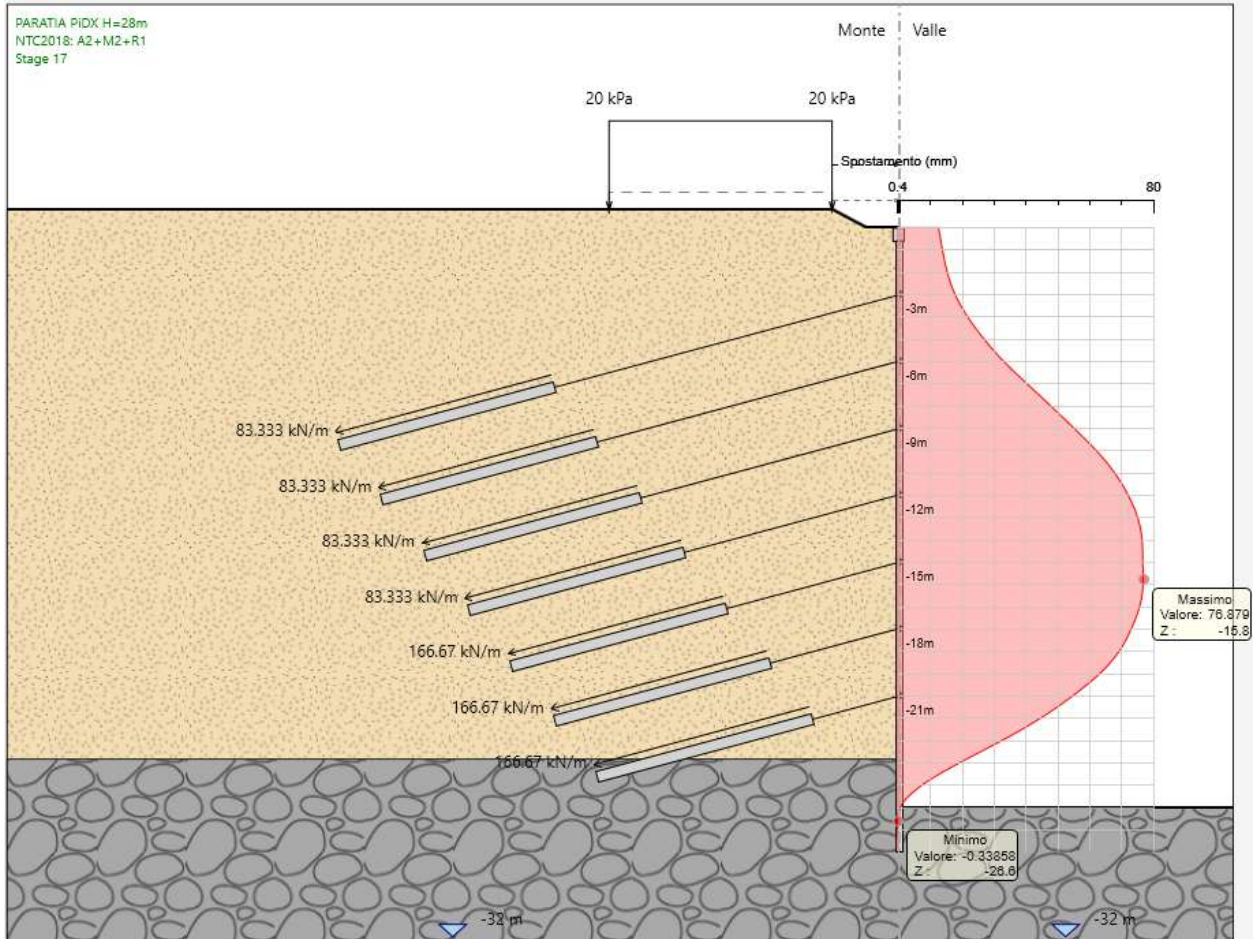 PARATIA PiDX H=28m
NTC2018: A2+M2+R1
Stage 17
Monte Valle
20 kPa 20 kPa
Spostamento (mm)
0.4 80
-3m
-6m
83.333 kN/m
-9m
83.333 kN/m
-12m
83.333 kN/m
-15m
83.333 kN/m
Massimo
Valore: 76.879
Z : -15.8
166.67 kN/m
-18m
166.67 kN/m
-21m
166.67 kN/m
Minimo
Valore: -0.33858
Z : -26.6
-32 m -32 m